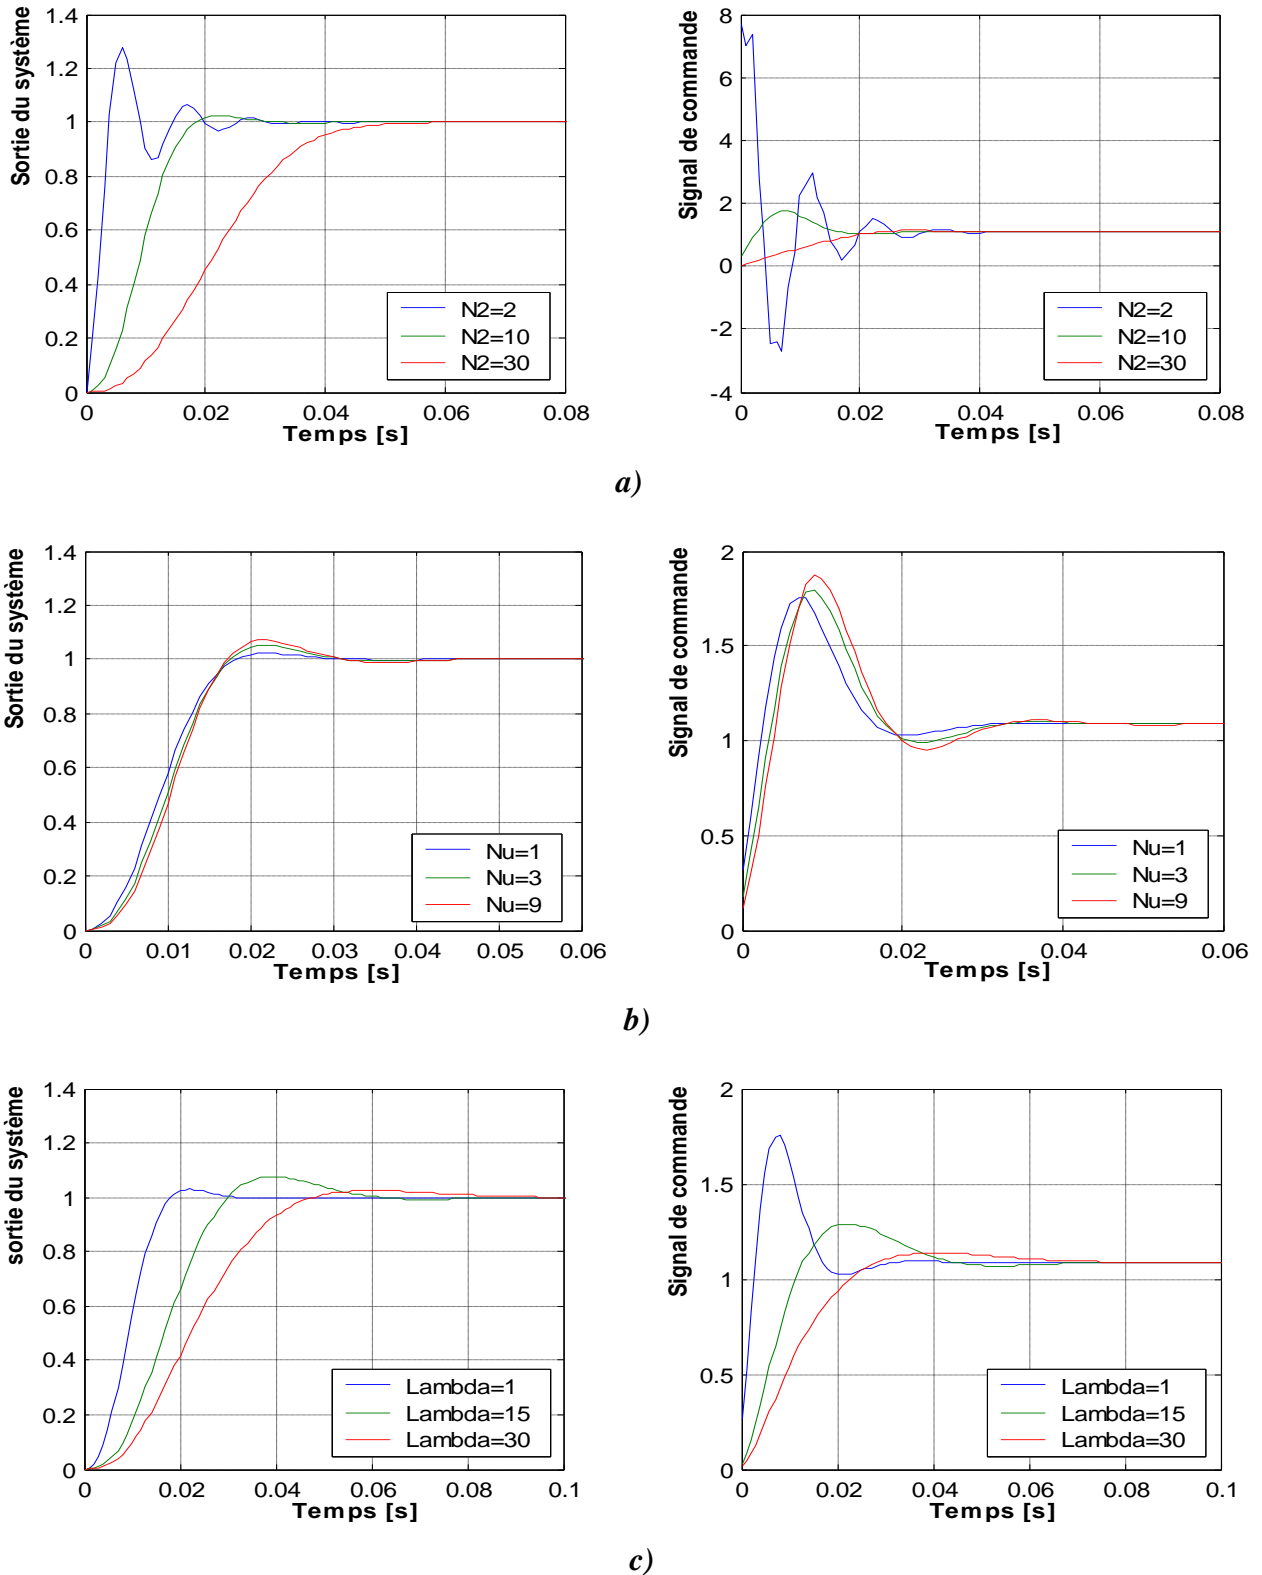 Sortie du système
1.4
1.2
1
0.8
0.6
0.4
0.2
0
0
0.02
0.04
0.06
0.08
Temps [s]
N2=2
N2=10
N2=30
Signal de commande
8
6
4
2
0
-2
-4
0
0.02
0.04
0.06
0.08
Temps [s]
N2=2
N2=10
N2=30
a)
Sortie du système
1.4
1.2
1
0.8
0.6
0.4
0.2
0
0
0.01
0.02
0.03
0.04
0.05
0.06
Temps [s]
Nu=1
Nu=3
Nu=9
Signal de commande
2
1.5
1
0.5
0
0
0.02
0.04
0.06
Temps [s]
Nu=1
Nu=3
Nu=9
b)
sortie du système
1.4
1.2
1
0.8
0.6
0.4
0.2
0
0
0.02
0.04
0.06
0.08
0.1
Temps [s]
Lambda=1
Lambda=15
Lambda=30
Signal de commande
2
1.5
1
0.5
0
0
0.02
0.04
0.06
0.08
0.1
Temps [s]
Lambda=1
Lambda=15
Lambda=30
c)